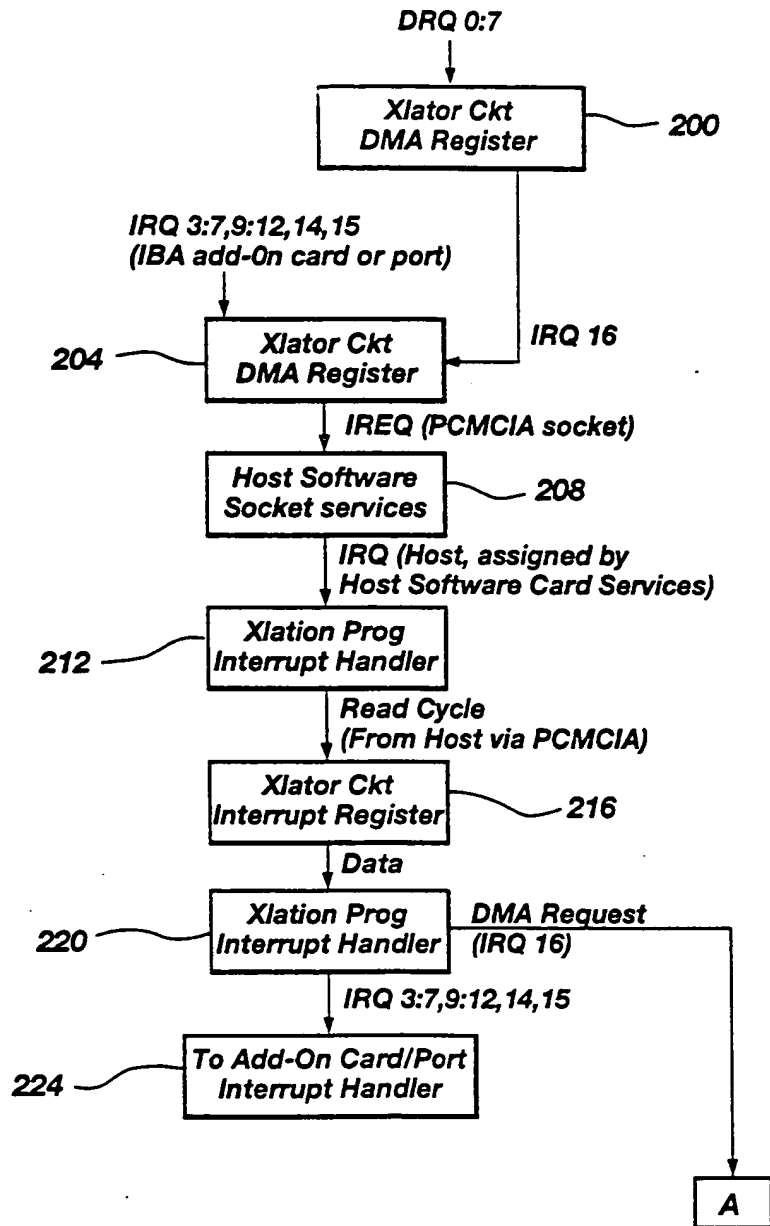 DRQ 0:7
Xlator Ckt
DMA Register
200
IRQ 3:7,9:12,14,15
(IBA add-On card or port)
IRQ 16
204
Xlator Ckt
DMA Register
IREQ (PCMCIA socket)
Host Software
Socket services
208
IRQ (Host, assigned by
Host Software Card Services)
212
Xlation Prog
Interrupt Handler
Read Cycle
(From Host via PCMCIA)
Xlator Ckt
Interrupt Register
216
Data
220
Xlation Prog
Interrupt Handler
DMA Request
(IRQ 16)
IRQ 3:7,9:12,14,15
224
To Add-On Card/Port
Interrupt Handler
A